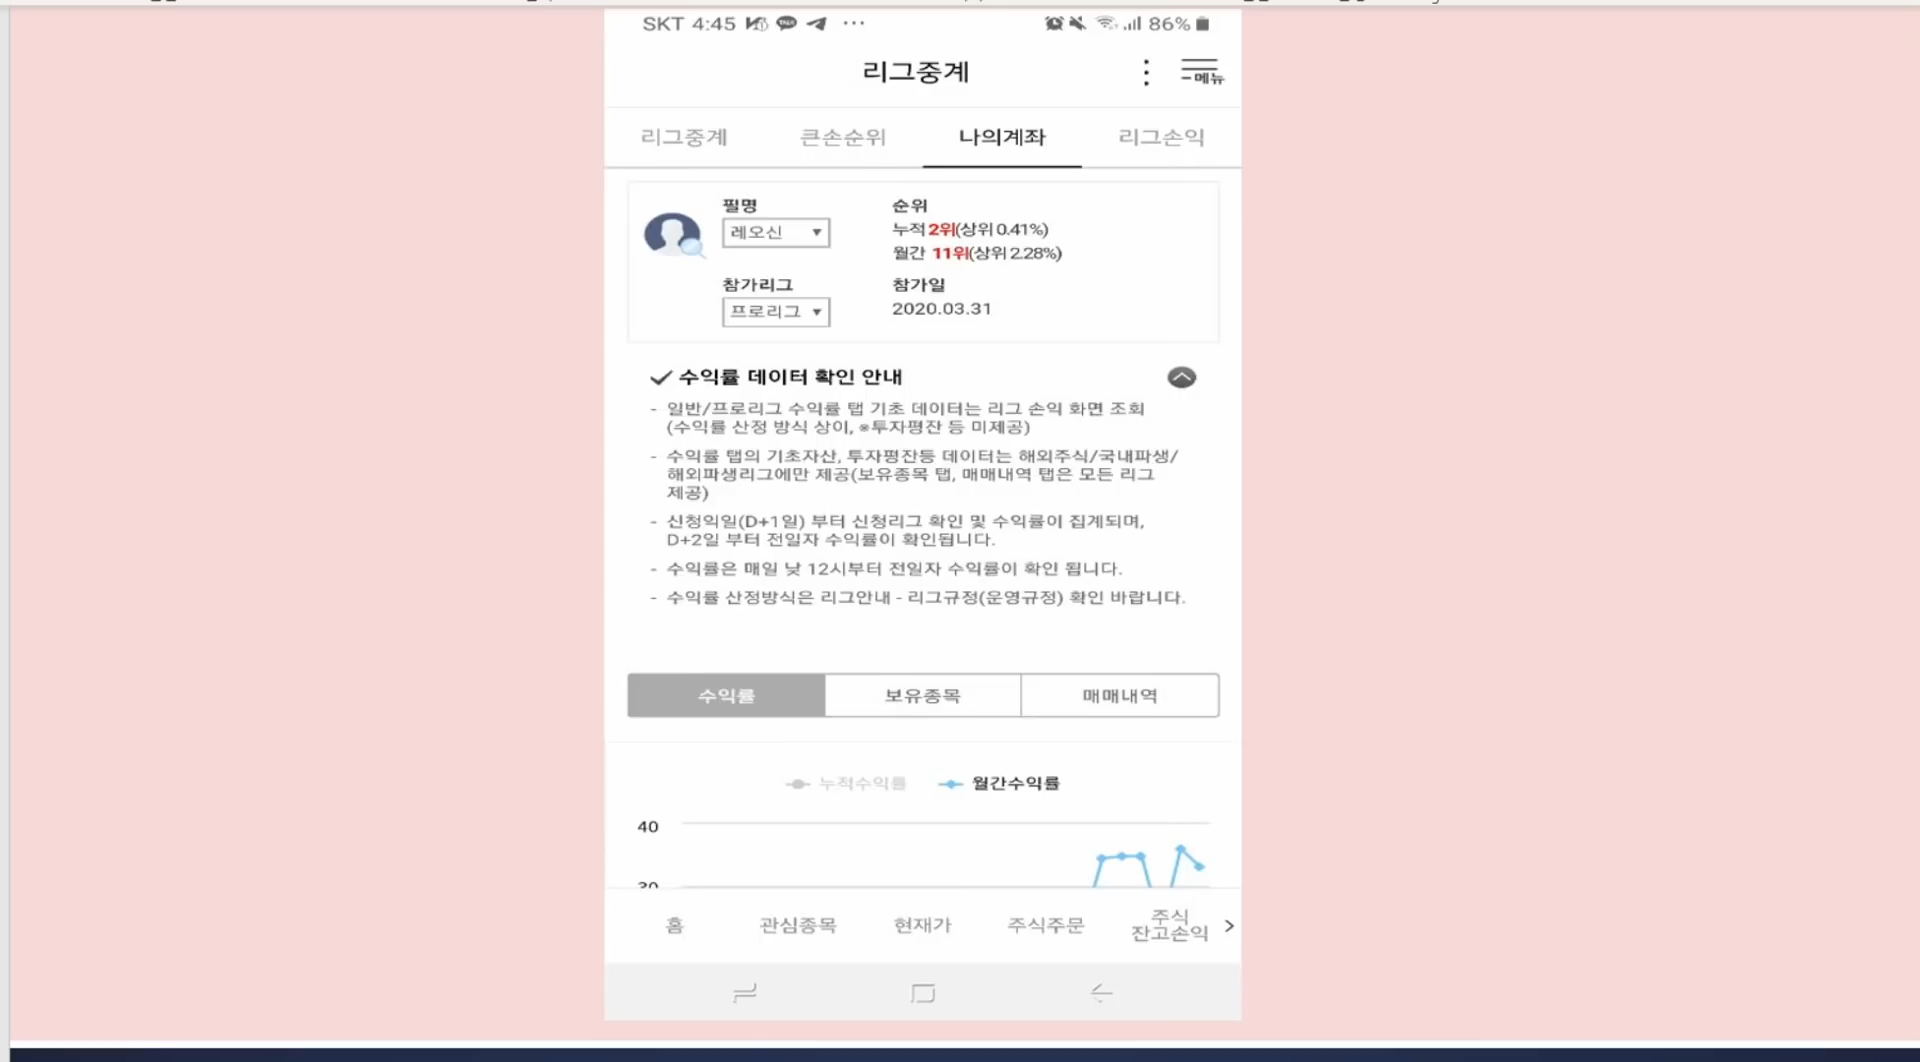 SKT 4:45 ··· 86%
리그중계
메뉴
리그중계 큰손순위 나의계좌 리그손익
필명
레오신
순위
누적 2위(상위 0.41%)
월간 11위(상위 2.28%)
참가리그
프로리그
참가일
2020.03.31
수익률 데이터 확인 안내
- 일반/프로리그 수익률 탭 기초 데이터는 리그 손익 화면 조회
(수익률 산정 방식 상이, ※투자평잔 등 미제공)
- 수익률 탭의 기초자산, 투자평잔등 데이터는 해외주식/국내파생/
해외파생리그에만 제공(보유종목 탭, 매매내역 탭은 모든 리그
제공)
- 신청익일(D+1일) 부터 신청리그 확인 및 수익률이 집계되며,
D+2일 부터 전일자 수익률이 확인됩니다.
- 수익률은 매일 낮 12시부터 전일자 수익률이 확인 됩니다.
- 수익률 산정방식은 리그안내 - 리그규정(운영규정) 확인 바랍니다.
수익률 보유종목 매매내역
누적수익률 월간수익률
40
30
홈 관심종목 현재가 주식주문 주식
잔고손익